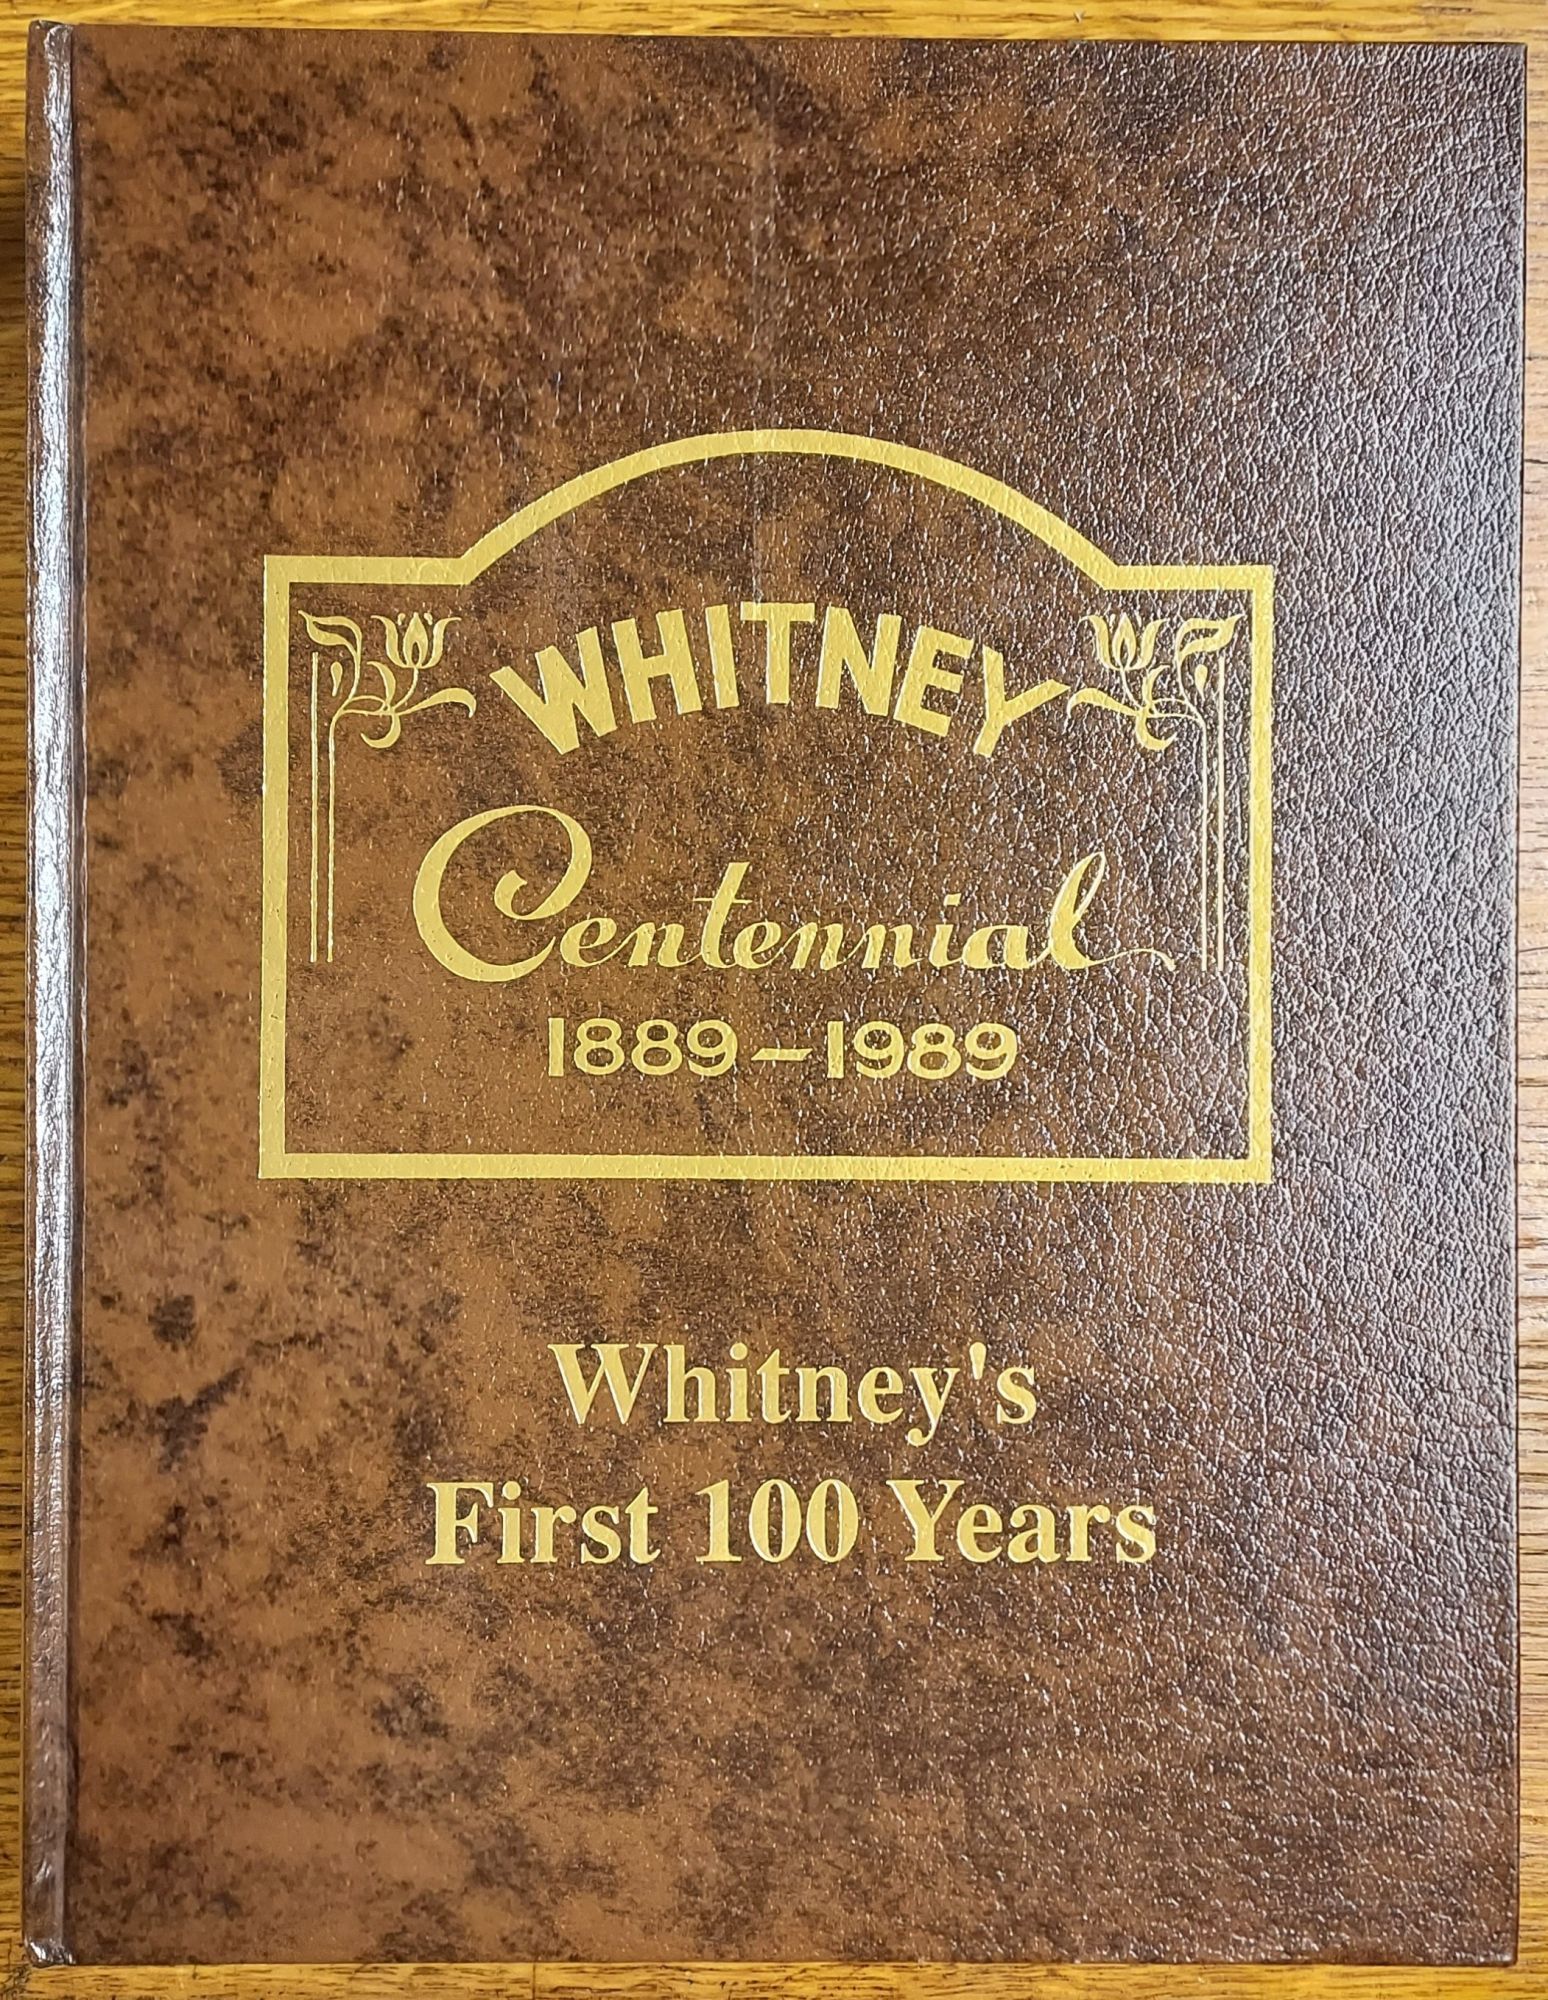 WHITNEY
Centennial
1889-1989
Whitney's
First 100 Years